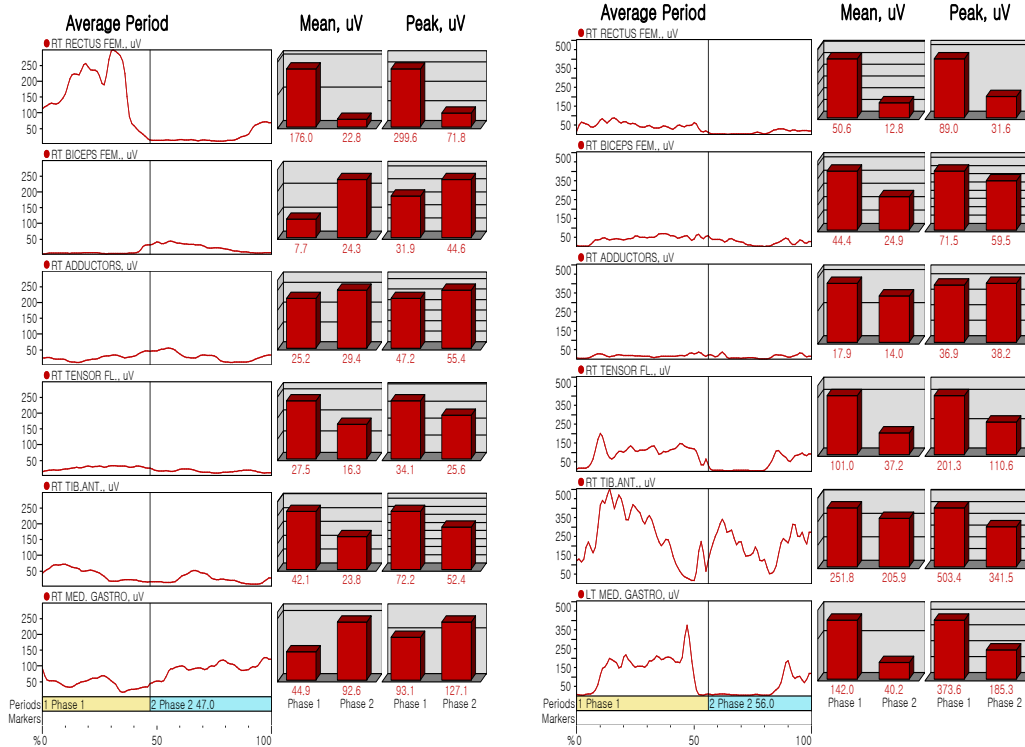 Average Period Mean, uV Peak, uV
RT RECTUS FEM., uV
250
200
150
100
50
176.0 22.8 299.6 71.8
RT BICEPS FEM., uV
250
200
150
100
50
7.7 24.3 31.9 44.6
RT ADDUCTORS, uV
250
200
150
100
50
25.2 29.4 47.2 55.4
RT TENSOR FL., uV
250
200
150
100
50
27.5 16.3 34.1 25.6
RT TIB.ANT., uV
250
200
150
100
50
42.1 23.8 72.2 52.4
RT MED. GASTRO, uV
250
200
150
100
50
44.9 92.6 93.1 127.1
Periods 1 Phase 1 2 Phase 2 47.0 Phase 1 Phase 2 Phase 1 Phase 2
Markers
% 0 50 100
Average Period Mean, uV Peak, uV
RT RECTUS FEM., uV
500
350
250
150
50
50.6 12.8 89.0 31.6
RT BICEPS FEM., uV
500
350
250
150
50
44.4 24.9 71.5 59.5
RT ADDUCTORS, uV
500
350
250
150
50
17.9 14.0 36.9 38.2
RT TENSOR FL., uV
500
350
250
150
50
101.0 37.2 201.3 110.6
RT TIB.ANT., uV
500
350
250
150
50
251.8 205.9 503.4 341.5
LT MED. GASTRO, uV
500
350
250
150
50
142.0 40.2 373.6 185.3
Periods 1 Phase 1 2 Phase 2 56.0 Phase 1 Phase 2 Phase 1 Phase 2
Markers
% 0 50 100